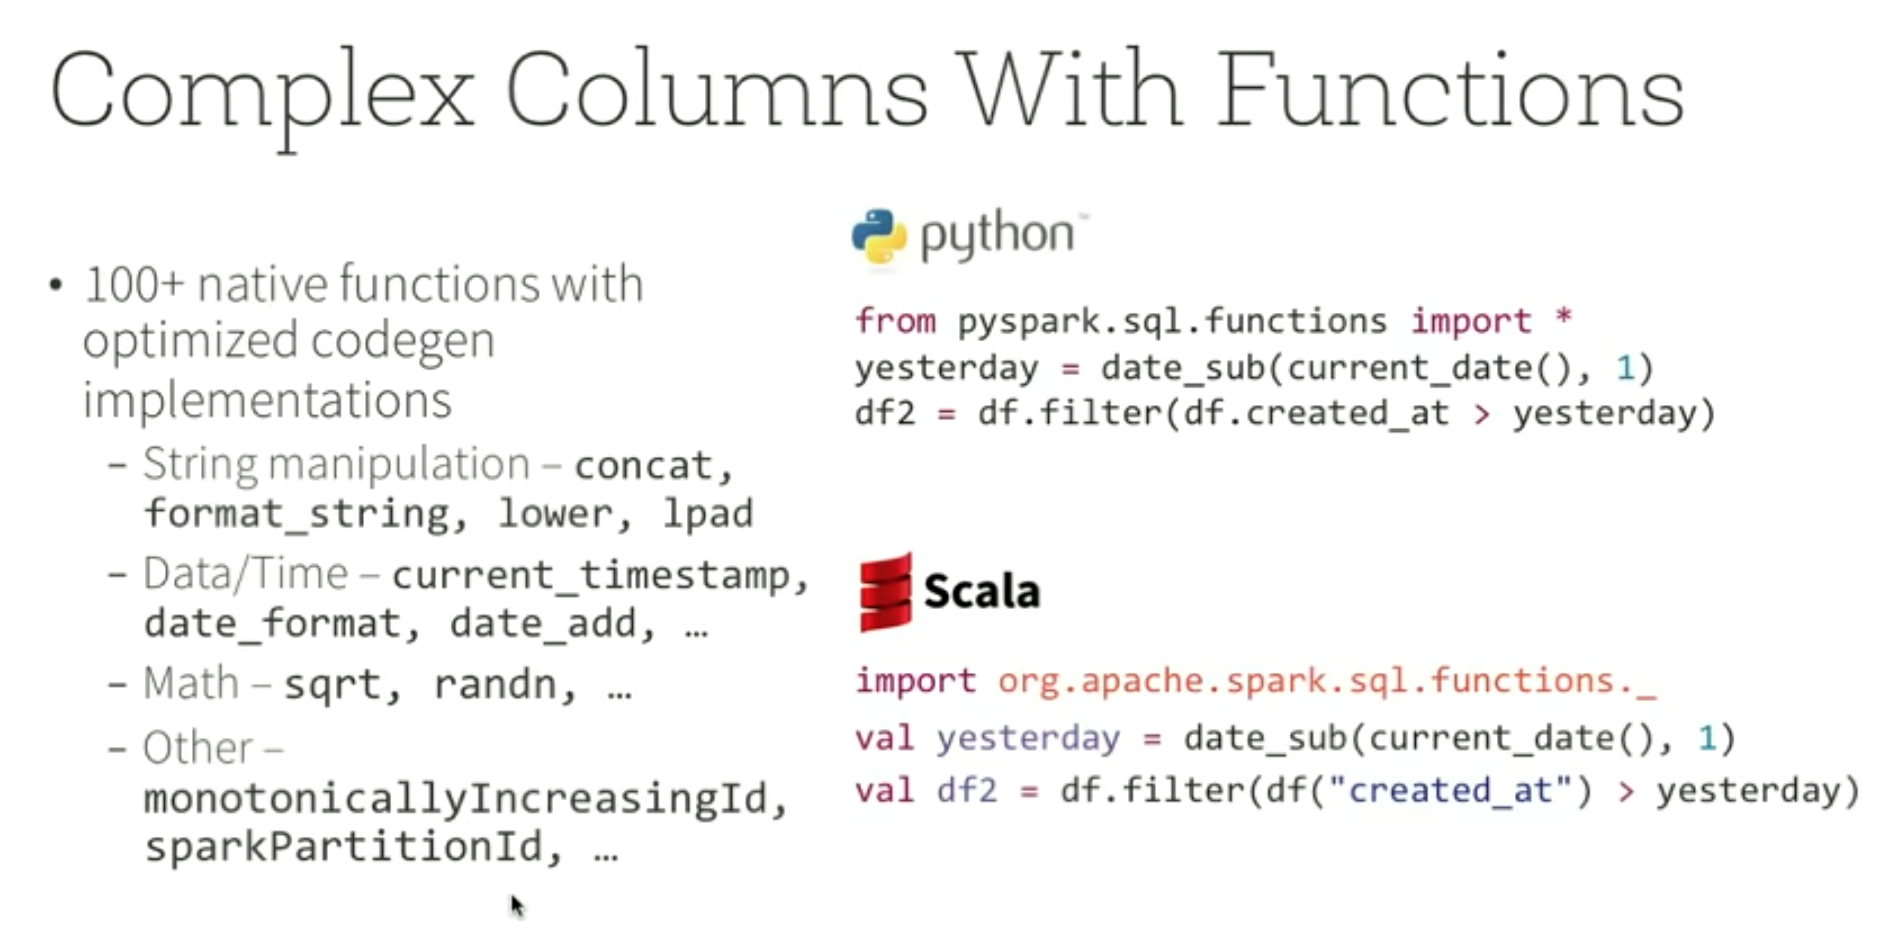 Complex Columns With Functions
• 100+ native functions with
optimized codegen
implementations
– String manipulation – concat,
format_string, lower, lpad
– Data/Time – current_timestamp,
date_format, date_add, …
– Math – sqrt, randn, …
– Other –
monotonicallyIncreasingId,
sparkPartitionId, …
python™
from pyspark.sql.functions import *
yesterday = date_sub(current_date(), 1)
df2 = df.filter(df.created_at > yesterday)
Scala
import org.apache.spark.sql.functions._
val yesterday = date_sub(current_date(), 1)
val df2 = df.filter(df("created_at") > yesterday)